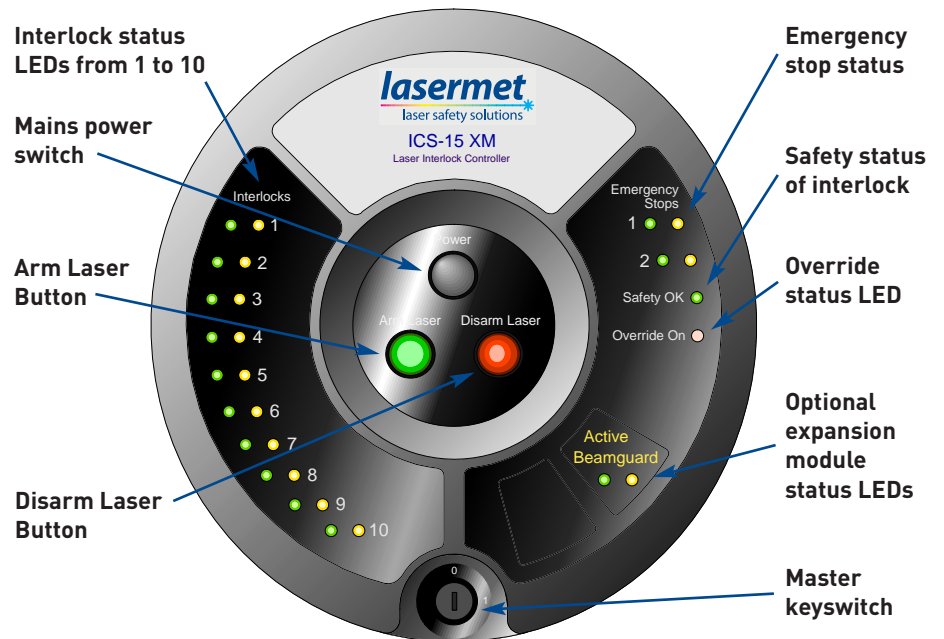 Interlock status
LEDs from 1 to 10
Mains power
switch
Arm Laser
Button
Disarm Laser
Button
lasermet
laser safety solutions
ICS-15 XM
Laser Interlock Controller
Interlocks
1
2
3
4
5
6
7
8
9
10
Power
Arm Laser
Disarm Laser
Emergency
Stops
1
2
Safety OK
Override On
Active
Beamguard
0
1
Emergency
stop status
Safety status
of interlock
Override
status LED
Optional
expansion
module
status LEDs
Master
keyswitch